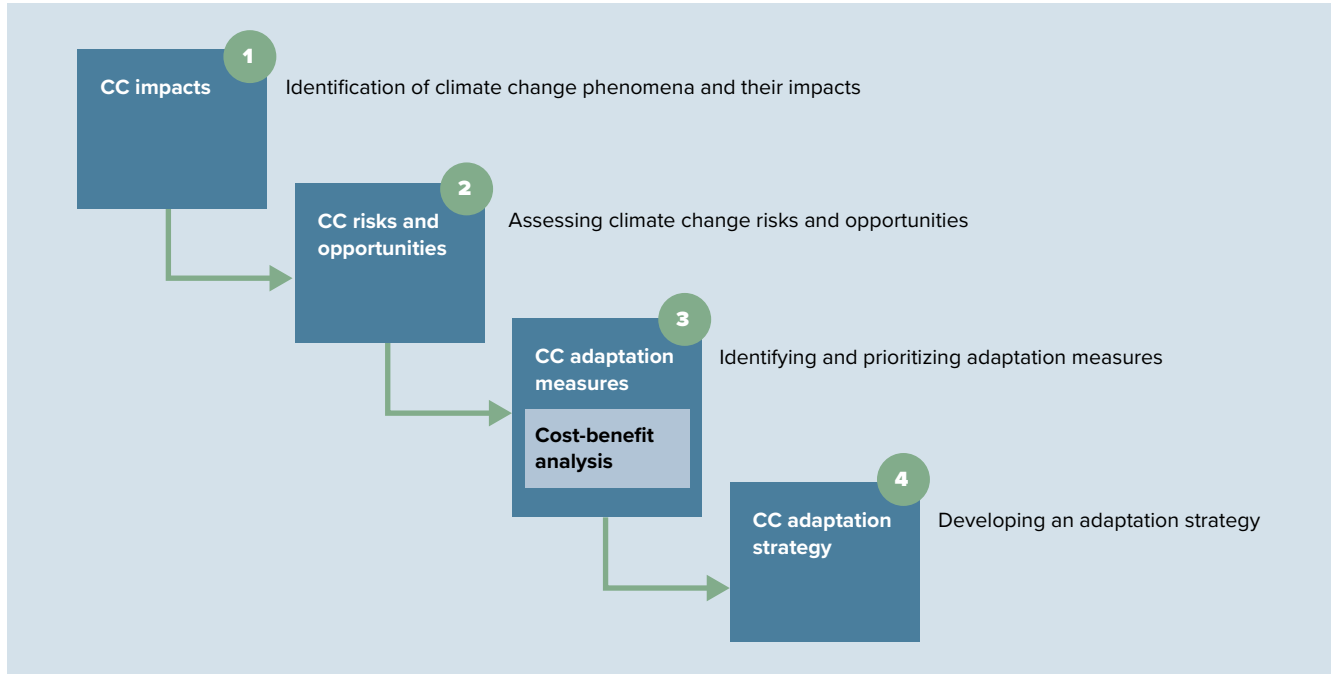 1
CC impacts
Identification of climate change phenomena and their impacts
2
CC risks and
opportunities
Assessing climate change risks and opportunities
3
CC adaptation
measures
Identifying and prioritizing adaptation measures
Cost-benefit
analysis
4
CC adaptation
strategy
Developing an adaptation strategy